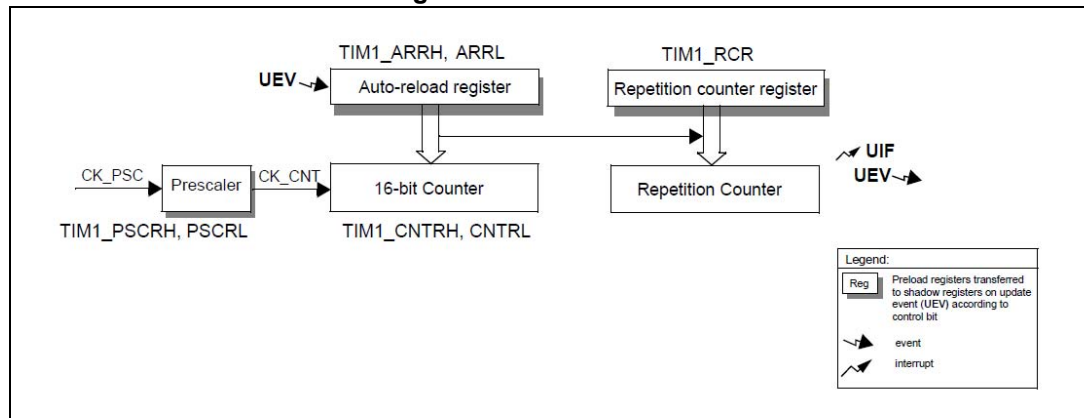 TIM1_ARRH, ARRL
TIM1_RCR
UEV
Auto-reload register
Repetition counter register
UIF
UEV
CK_PSC
Prescaler
CK_CNT
16-bit Counter
Repetition Counter
TIM1_PSCRH, PSCRL
TIM1_CNTRH, CNTRL
Legend:
Reg
Preload registers transferred
to shadow registers on update
event (UEV) according to
control bit
event
interrupt